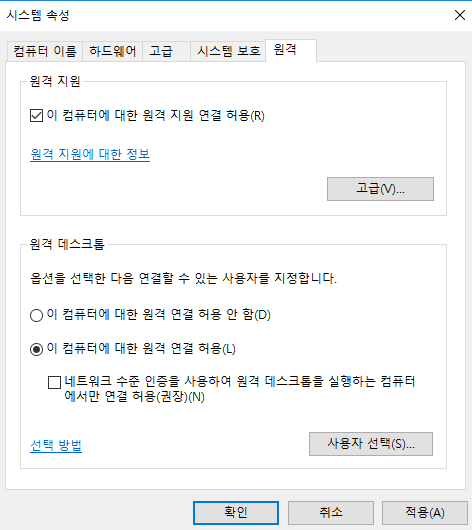 시스템 속성
컴퓨터 이름 하드웨어 고급 시스템 보호 원격
원격 지원
이 컴퓨터에 대한 원격 지원 연결 허용(R)
원격 지원에 대한 정보
고급(V)...
원격 데스크톱
옵션을 선택한 다음 연결할 수 있는 사용자를 지정합니다.
이 컴퓨터에 대한 원격 연결 허용 안 함(D)
이 컴퓨터에 대한 원격 연결 허용(L)
네트워크 수준 인증을 사용하여 원격 데스크톱을 실행하는 컴퓨터
에서만 연결 허용(권장)(N)
선택 방법 사용자 선택(S)...
확인 취소 적용(A)